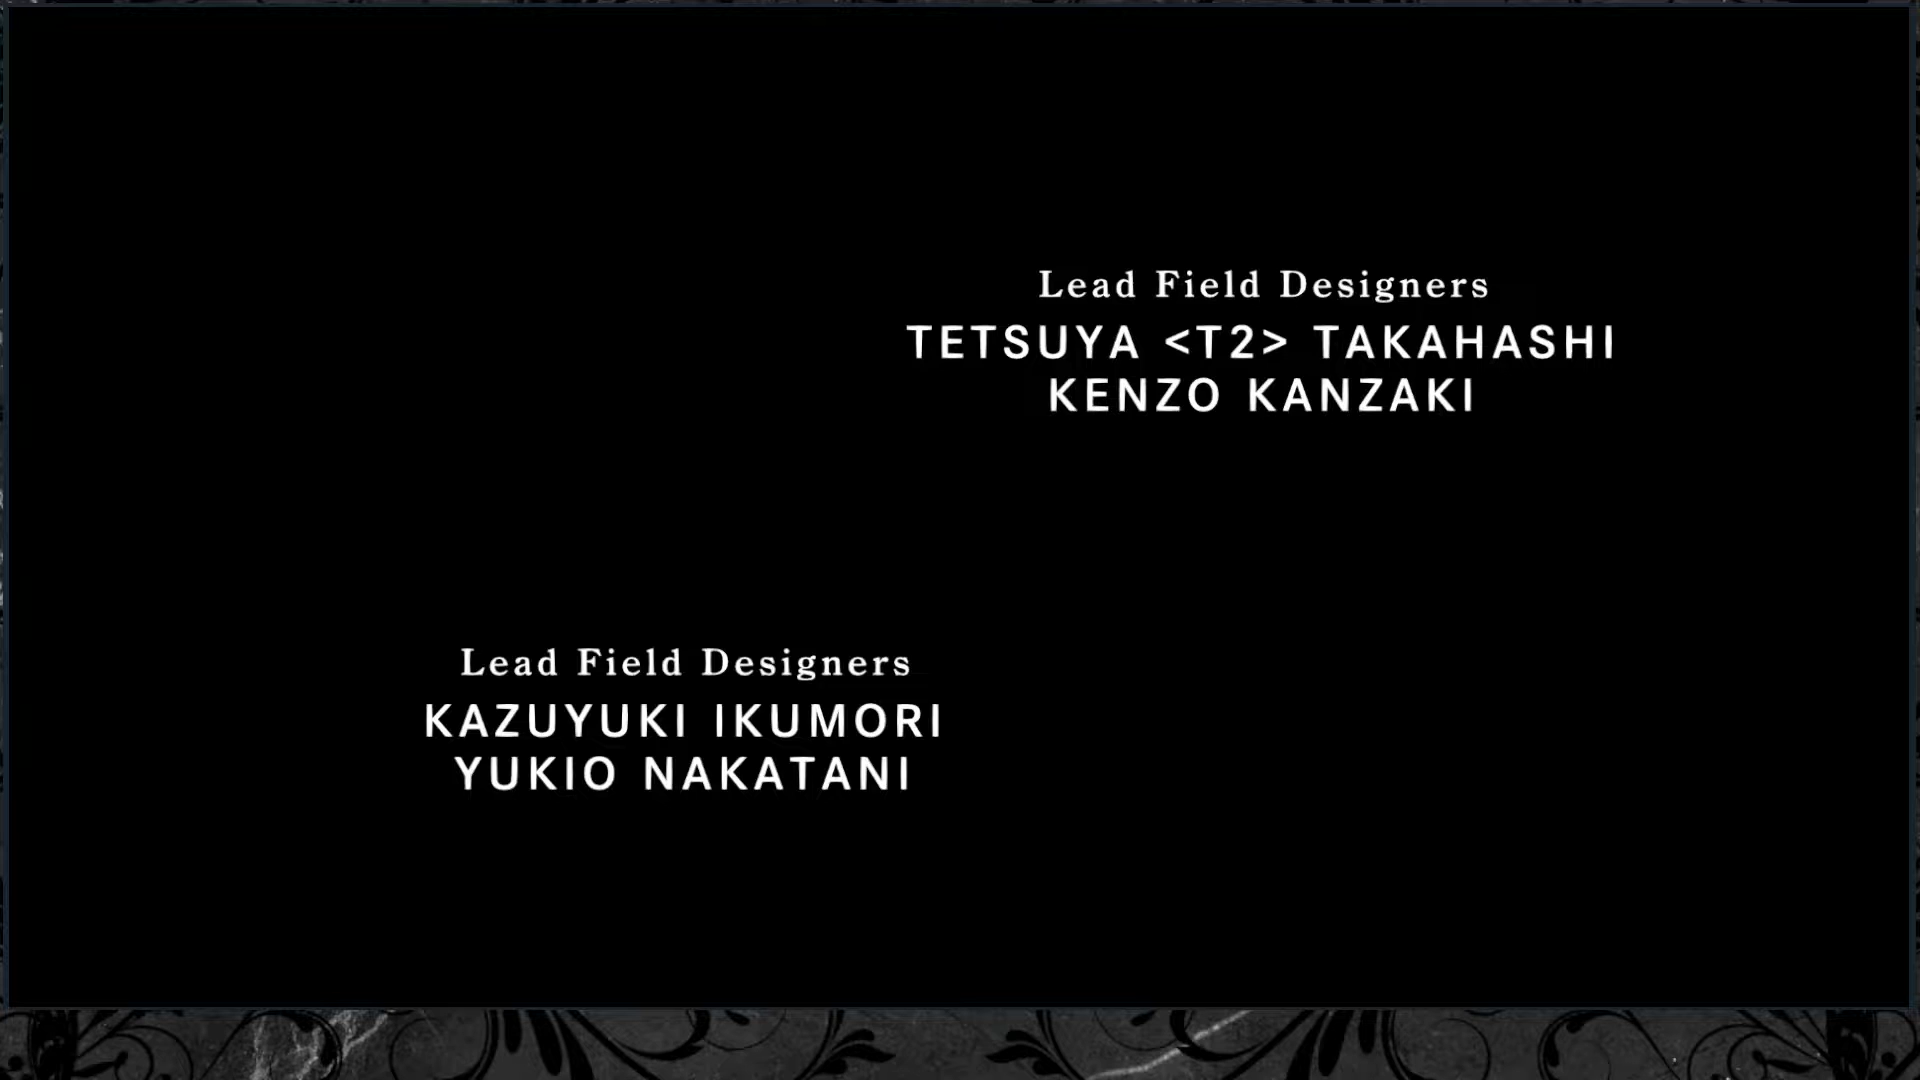 Lead Field Designers
TETSUYA <T2> TAKAHASHI
KENZO KANZAKI
Lead Field Designers
KAZUYUKI IKUMORI
YUKIO NAKATANI